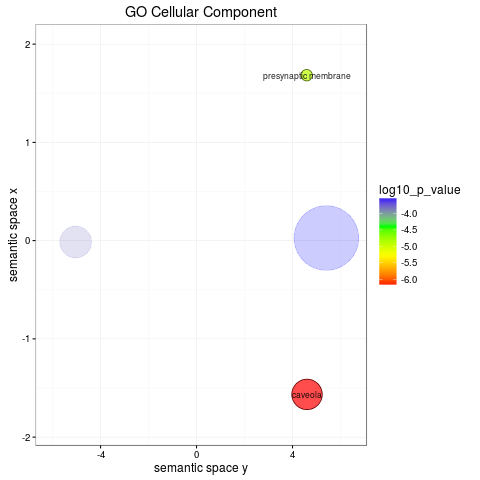 GO Cellular Component
2
presynaptic membrane
1
semantic space x
0
-1
caveola
-2
-4
0
4
semantic space y
log10_p_value
-4.0
-4.5
-5.0
-5.5
-6.0